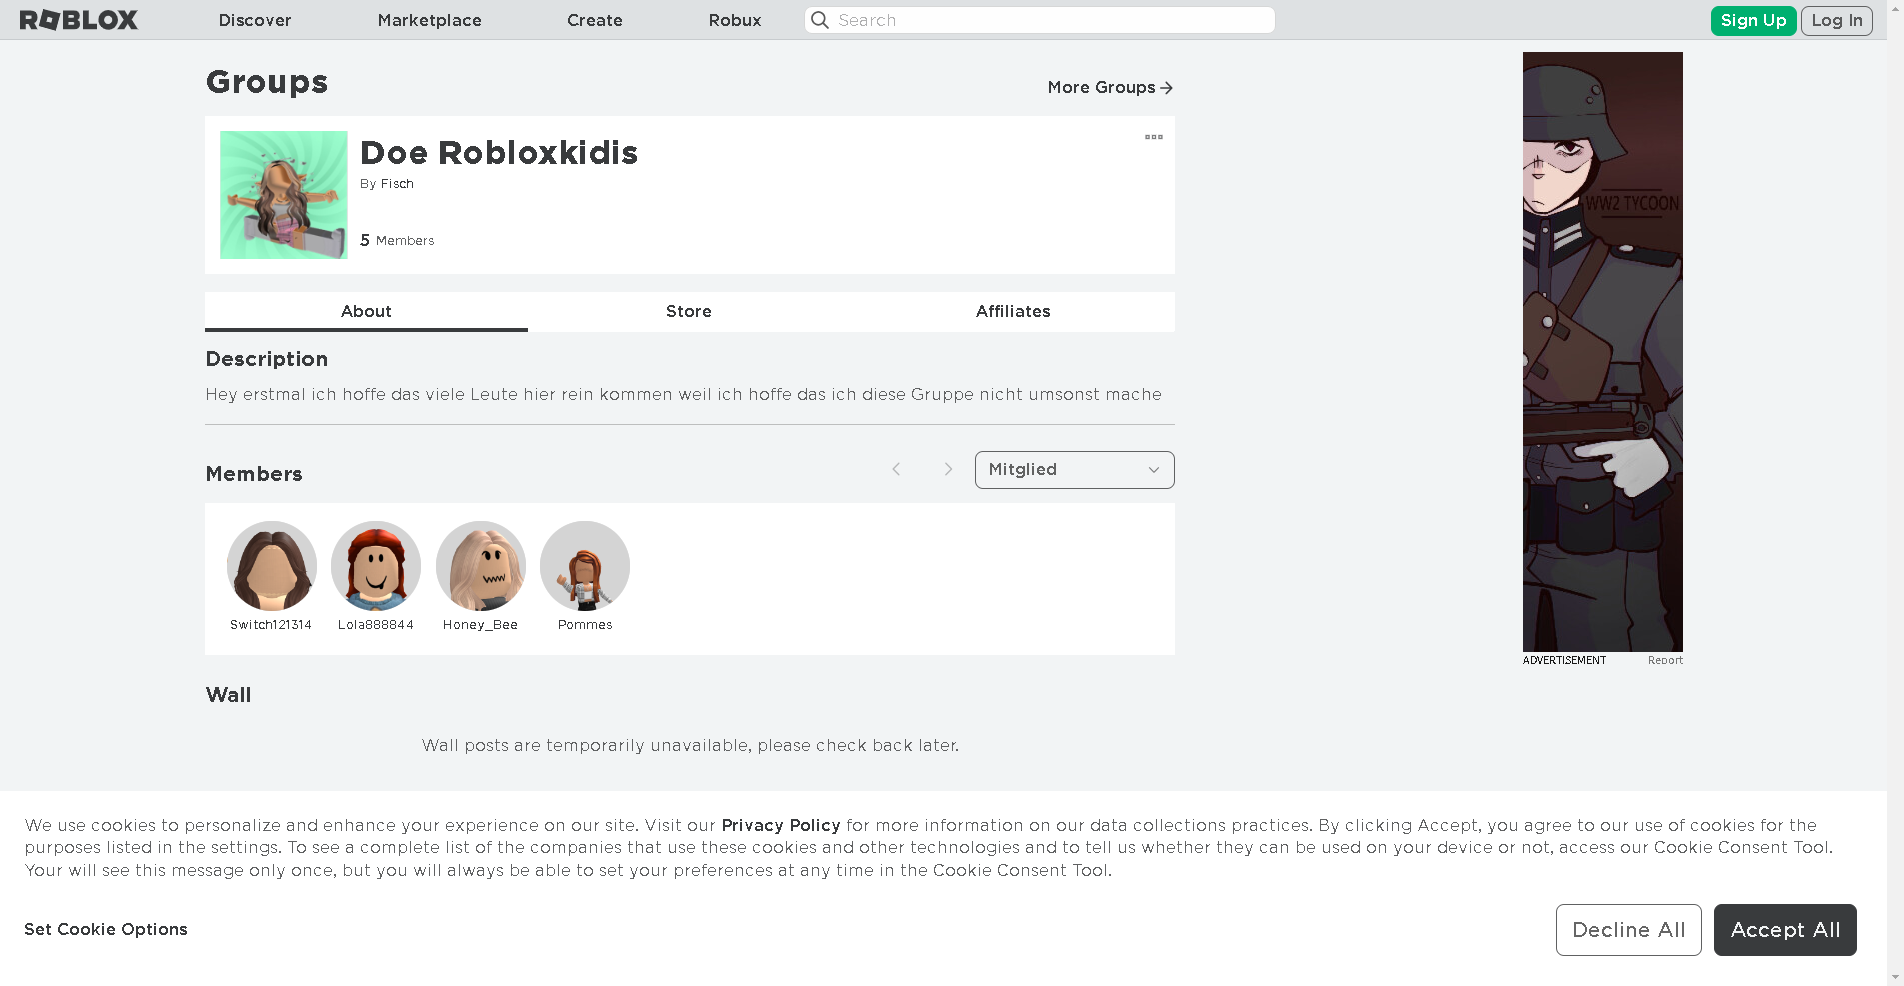 ROBLOX
Discover
Marketplace
Create
Robux
Search
Sign Up
Log In
Groups
More Groups
Doe Robloxkidis
By Fisch
5 Members
About
Store
Affiliates
Description
Hey erstmal ich hoffe das viele Leute hier rein kommen weil ich hoffe das ich diese Gruppe nicht umsonst mache
Members
Mitglied
Switch121314
Lola888844
Honey_Bee
Pommes
Wall
Wall posts are temporarily unavailable, please check back later.
WW2 TYCOON
ADVERTISEMENT
Report
We use cookies to personalize and enhance your experience on our site. Visit our Privacy Policy for more information on our data collections practices. By clicking Accept, you agree to our use of cookies for the
purposes listed in the settings. To see a complete list of the companies that use these cookies and other technologies and to tell us whether they can be used on your device or not, access our Cookie Consent Tool.
Your will see this message only once, but you will always be able to set your preferences at any time in the Cookie Consent Tool.
Set Cookie Options
Decline All
Accept All